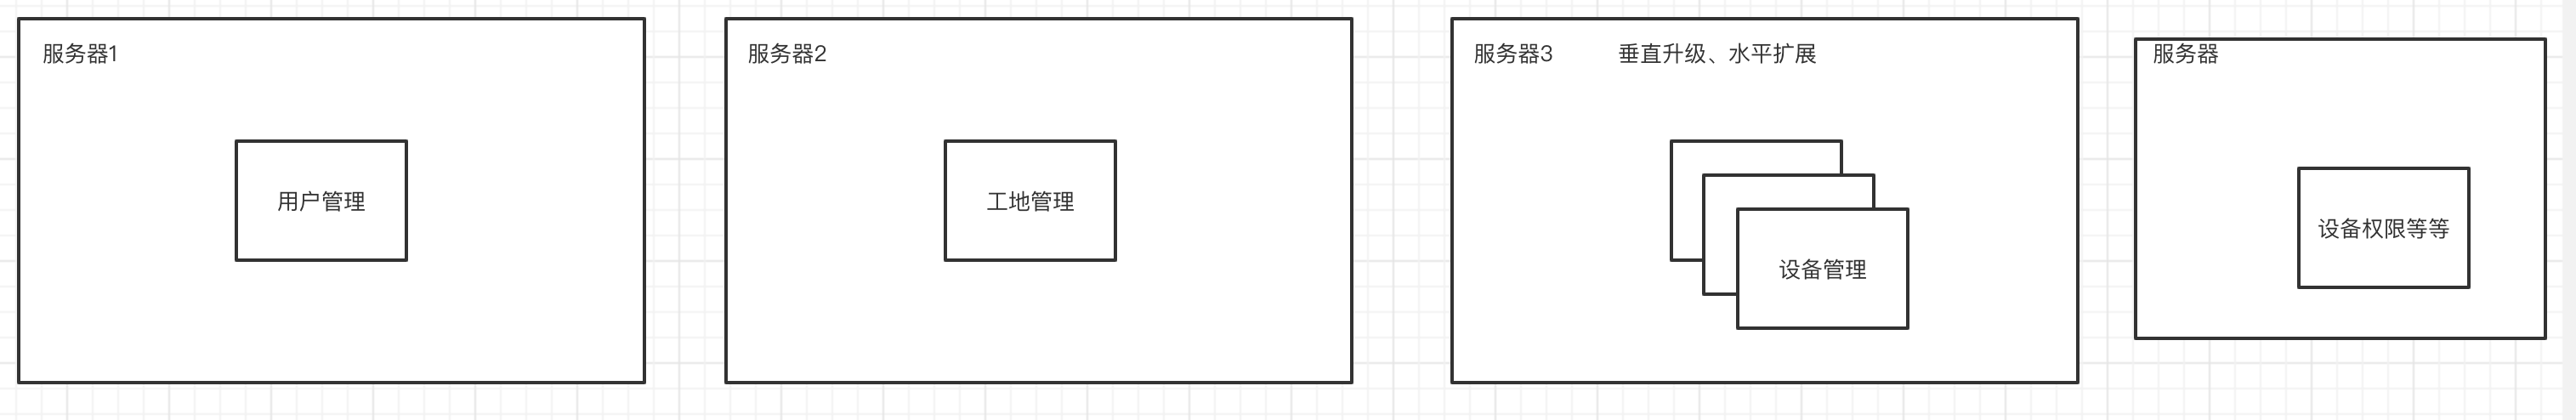 服务器1
用户管理
服务器2
工地管理
服务器3 垂直升级、水平扩展
设备管理
服务器
设备权限等等